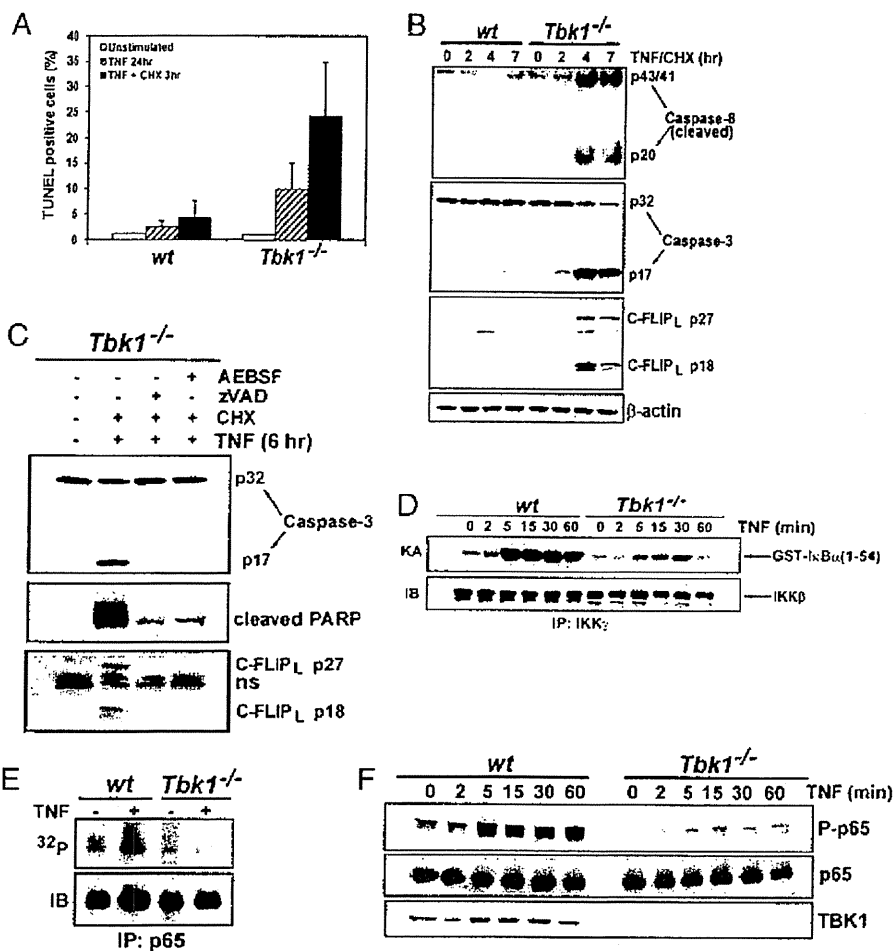 A
TUNEL positive cells (%)
40
35
30
25
20
15
10
5
0
Unstimulated
TNF 24hr
TNF + CHX 3hr
wt
Tbk1-/-
B
wt Tbk1-/-
0 2 4 7 0 2 4 7 TNF/CHX (hr)
p43/41
Caspase-8
(cleaved)
p20
p32
Caspase-3
p17
C-FLIPL p27
C-FLIPL p18
β-actin
C
Tbk1-/-
- - - + AEBSF
- - + - zVAD
- + + + CHX
- + + + TNF (6 hr)
p32
Caspase-3
p17
cleaved PARP
C-FLIPL p27
ns
C-FLIPL p18
D
wt Tbk1-/-
0 2 5 15 30 60 0 2 5 15 30 60 TNF (min)
KA GST-IκBα(1-54)
IB IKKβ
IP: IKKγ
E
wt Tbk1-/-
TNF - + - +
32P
IB
IP: p65
F
wt Tbk1-/-
0 2 5 15 30 60 0 2 5 15 30 60 TNF (min)
P-p65
p65
TBK1